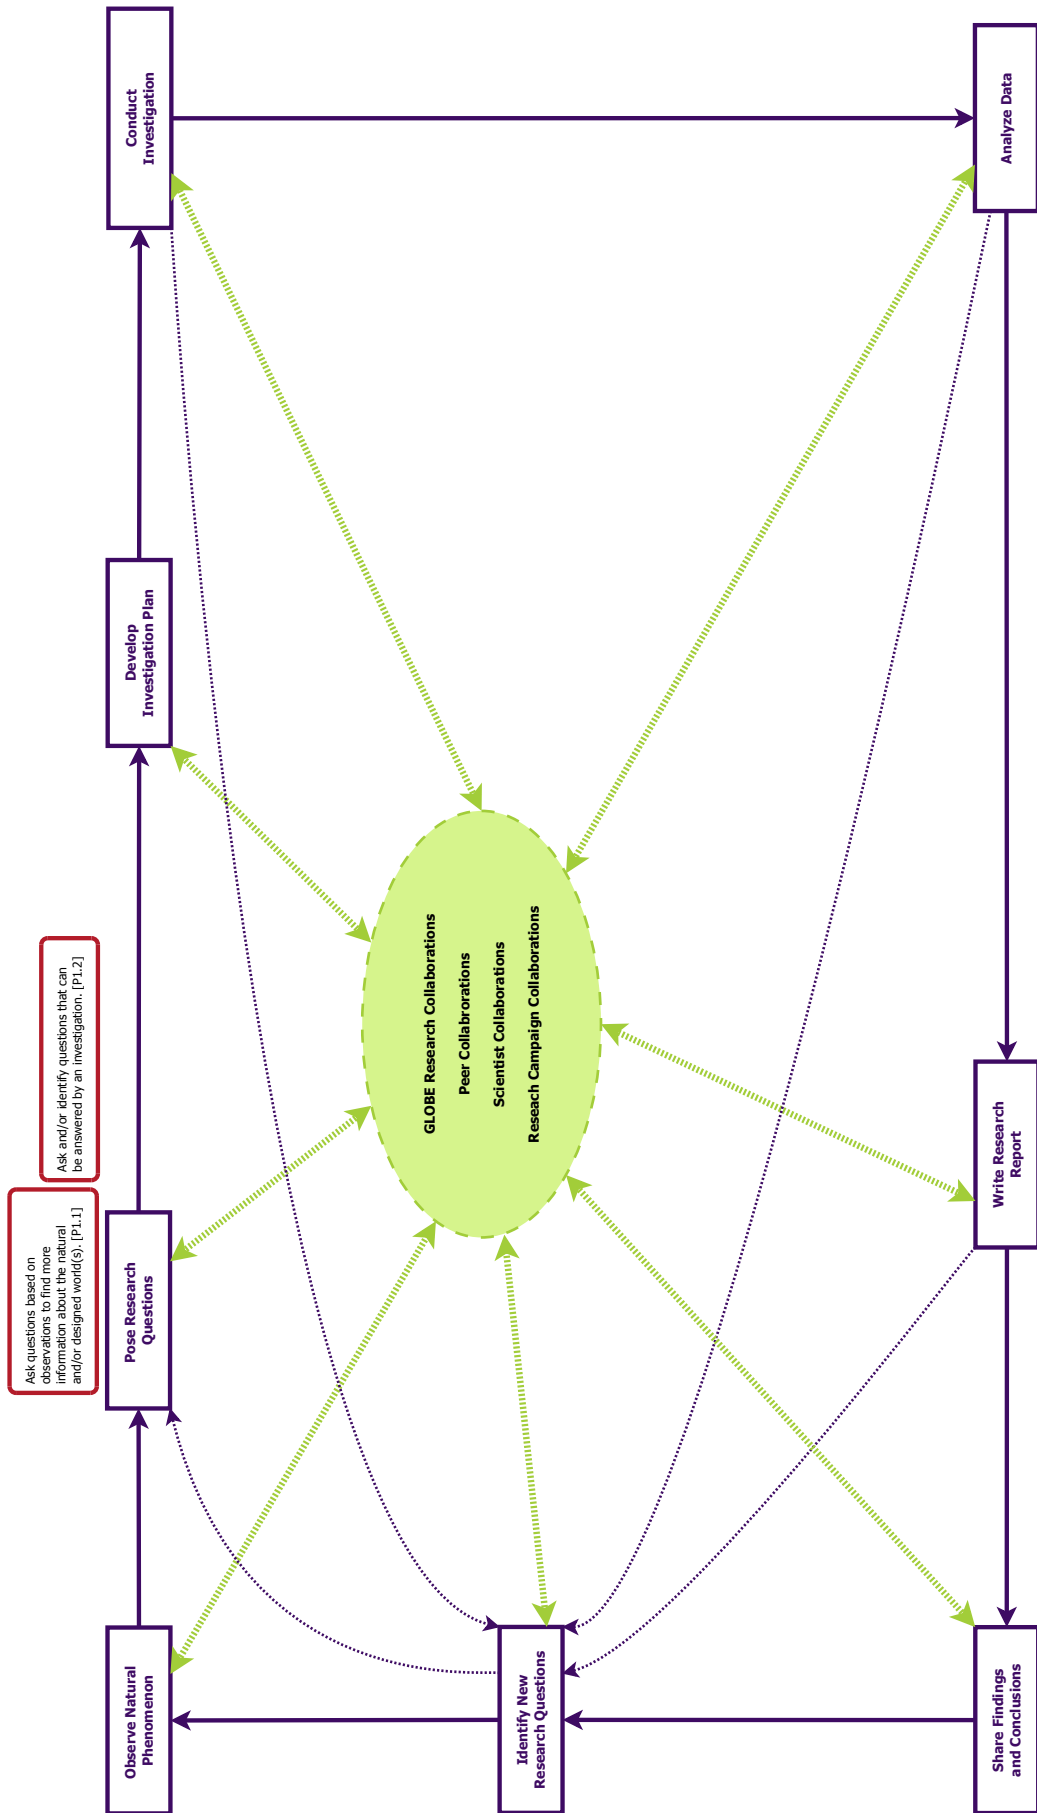 Ask questions based on
observations to find more
information about the natural
and/or designed world(s). [P1.1]
Ask and/or identify questions that can
be answered by an investigation. [P1.2]
Observe Natural
Phenomenon
Pose Research
Questions
Develop
Investigation Plan
Conduct
Investigation
GLOBE Research Collaborations
Peer Collabrorations
Scientist Collaborations
Reseach Campaign Collaborations
Identify New
Research Questions
Share Findings
and Conclusions
Write Research
Report
Analyze Data